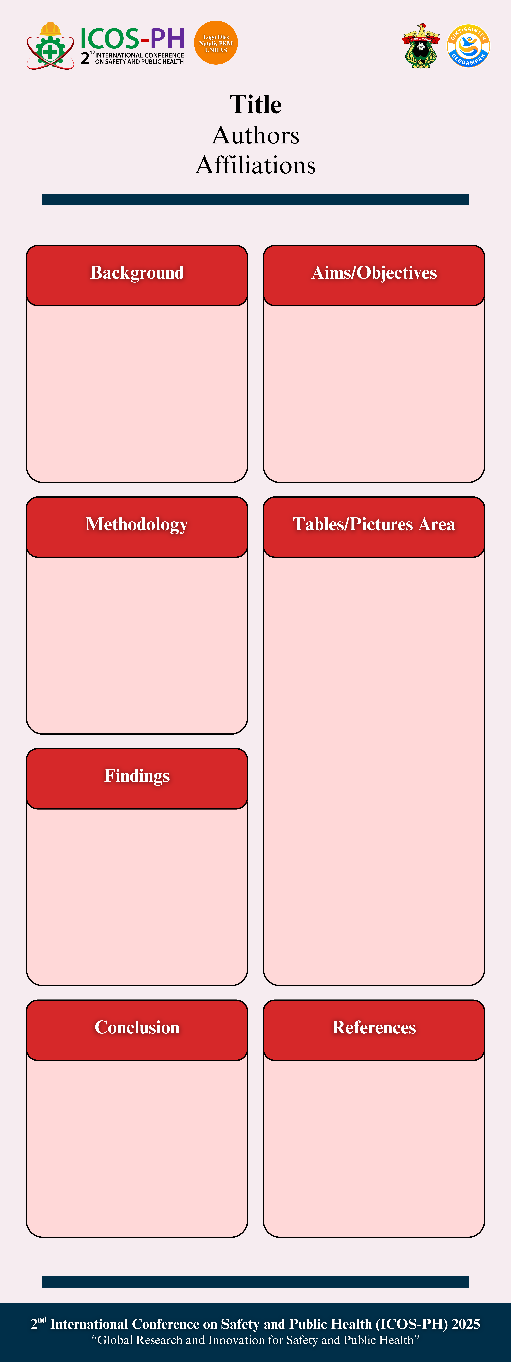 ICOS-PH
2ND INTERNATIONAL CONFERENCE
ON SAFETY AND PUBLIC HEALTH
Title
Authors
Affiliations
Background
Aims/Objectives
Methodology
Tables/Pictures Area
Findings
Conclusion
References
2nd International Conference on Safety and Public Health (ICOS-PH) 2025
“Global Research and Innovation for Safety and Public Health”